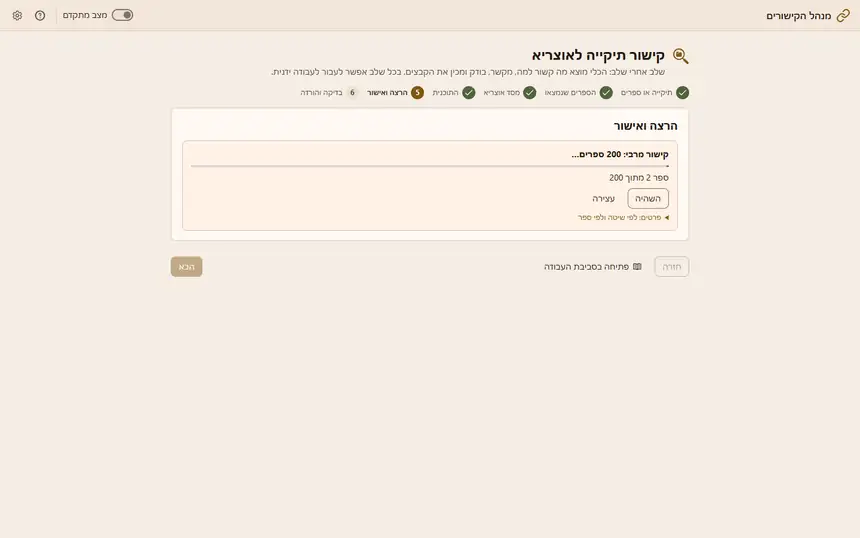 מנהל הקישורים
מצב מתקדם
קישור תיקייה לאוצריא
שלב אחרי שלב: הכלי מוצא מה קשור למה, מקשר, בודק ומכין את הקבצים. בכל שלב אפשר לעבור לעבודה ידנית.
תיקייה או ספרים
הספרים שנמצאו
מסד אוצריא
התוכנית
5 הרצה ואישור
6 בדיקה והורדה
הרצה ואישור
קישור מרבי: 200 ספרים...
ספר 2 מתוך 200
השהיה
עצירה
פרטים: לפי שיטה ולפי ספר
חזרה
פתיחה בסביבת העבודה
הבא